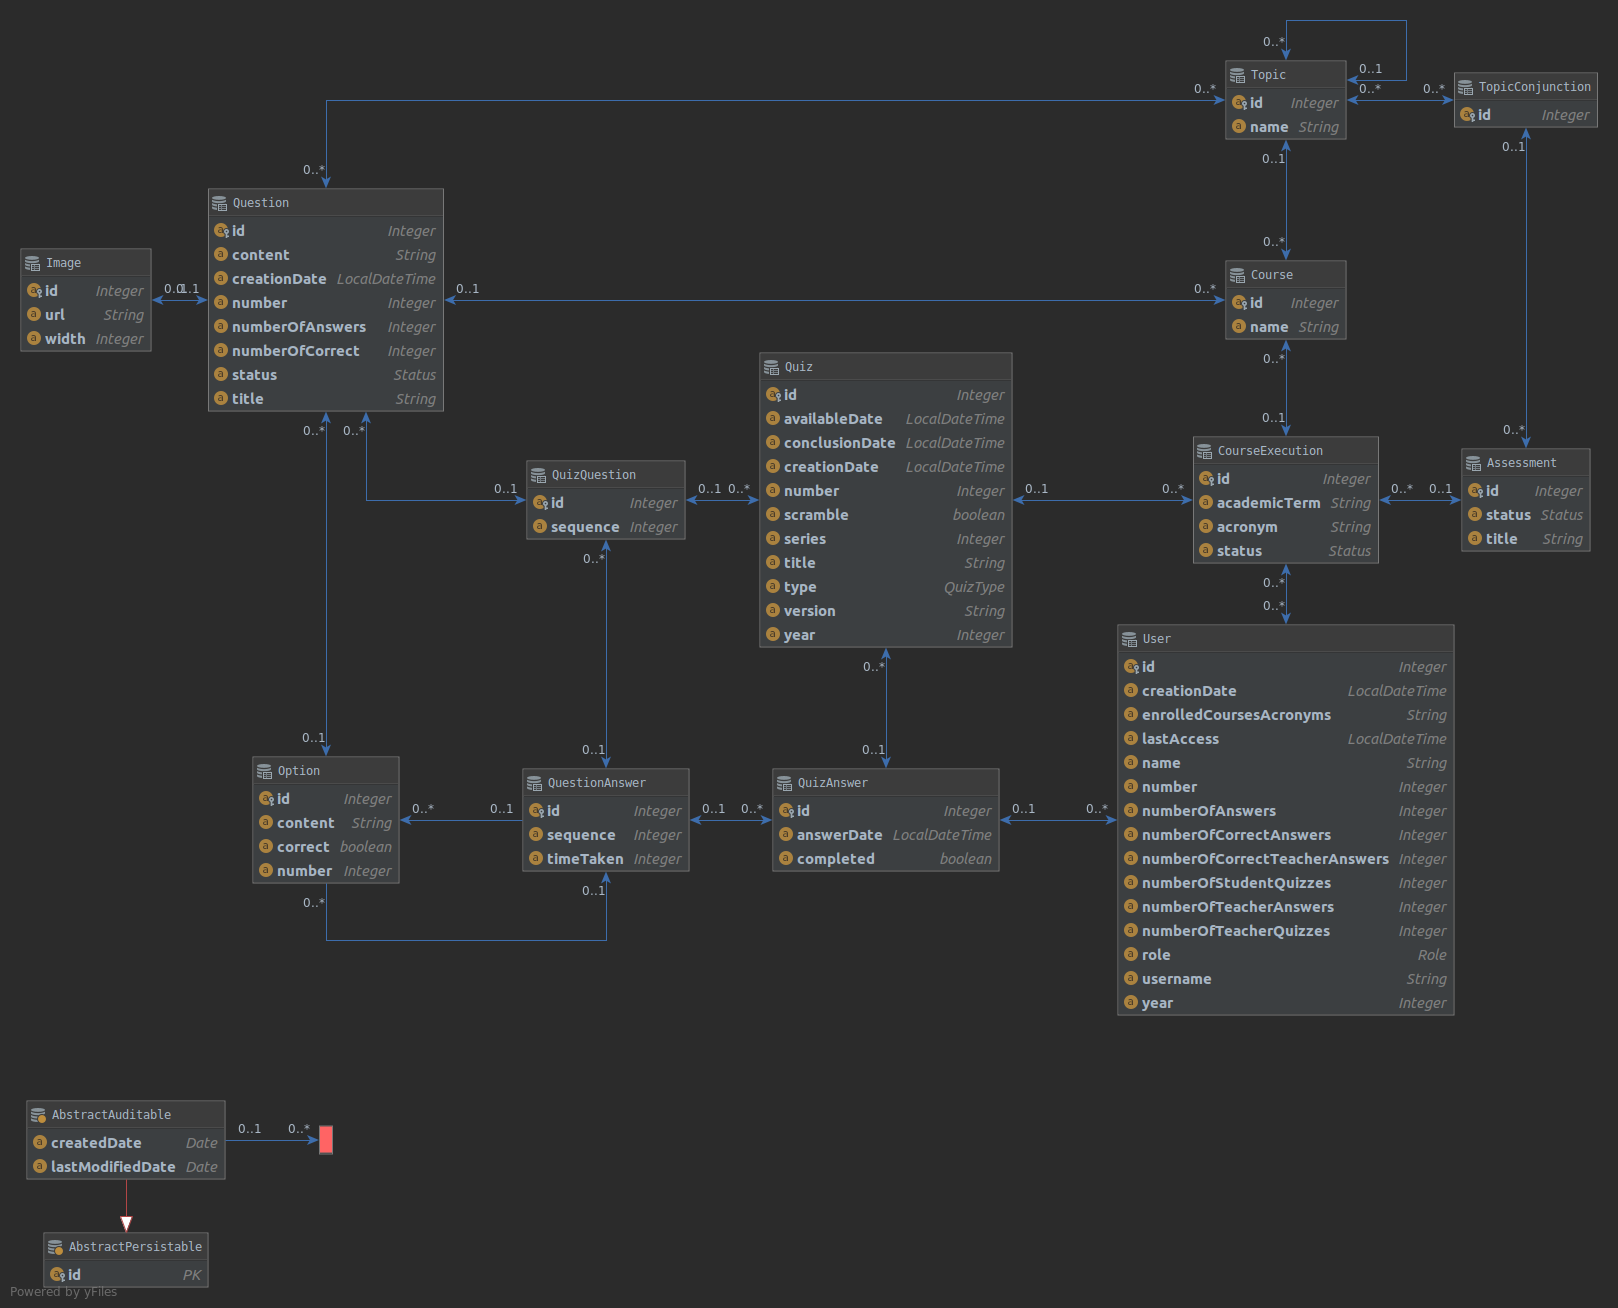 0..*
Topic
0..1
id Integer
name String
0..*
0..*
0..*
TopicConjunction
id Integer
0..1
0..1
0..*
Question
id Integer
content String
creationDate LocalDateTime
number Integer
numberOfAnswers Integer
numberOfCorrect Integer
status Status
title String
Image
id Integer
url String
width Integer
0..1
0..1
0..1
0..*
0..*
Course
id Integer
name String
0..*
0..1
Quiz
id Integer
availableDate LocalDateTime
conclusionDate LocalDateTime
creationDate LocalDateTime
number Integer
scramble boolean
series Integer
title String
type QuizType
version String
year Integer
0..*
0..*
0..1
QuizQuestion
id Integer
sequence Integer
0..1
0..*
0..1
0..*
CourseExecution
id Integer
academicTerm String
acronym String
status Status
0..*
0..1
0..*
Assessment
id Integer
status Status
title String
0..*
0..*
0..*
0..*
User
id Integer
creationDate LocalDateTime
enrolledCoursesAcronyms String
lastAccess LocalDateTime
name String
number Integer
numberOfAnswers Integer
numberOfCorrectAnswers Integer
numberOfCorrectTeacherAnswers Integer
numberOfStudentQuizzes Integer
numberOfTeacherAnswers Integer
numberOfTeacherQuizzes Integer
role Role
username String
year Integer
0..1
0..1
0..1
Option
id Integer
content String
correct boolean
number Integer
0..*
0..1
QuestionAnswer
id Integer
sequence Integer
timeTaken Integer
0..1
0..*
QuizAnswer
id Integer
answerDate LocalDateTime
completed boolean
0..1
0..*
0..*
0..1
AbstractAuditable
createdDate Date
lastModifiedDate Date
0..1
0..*
AbstractPersistable
id PK
Powered by yFiles